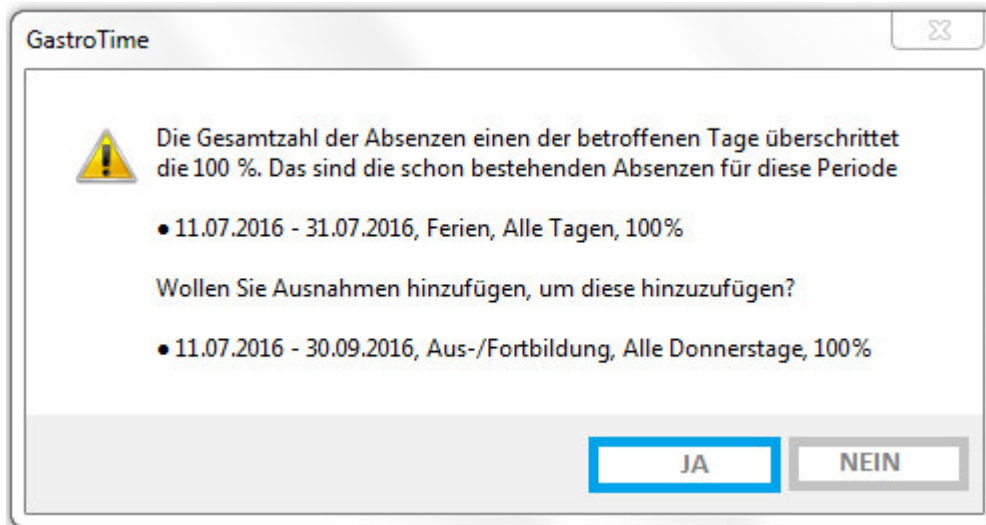 GastroTime
Die Gesamtzahl der Absenzen einen der betroffenen Tage überschrittet
die 100 %. Das sind die schon bestehenden Absenzen für diese Periode
● 11.07.2016 - 31.07.2016, Ferien, Alle Tagen, 100%
Wollen Sie Ausnahmen hinzufügen, um diese hinzuzufügen?
● 11.07.2016 - 30.09.2016, Aus-/Fortbildung, Alle Donnerstage, 100%
JA NEIN